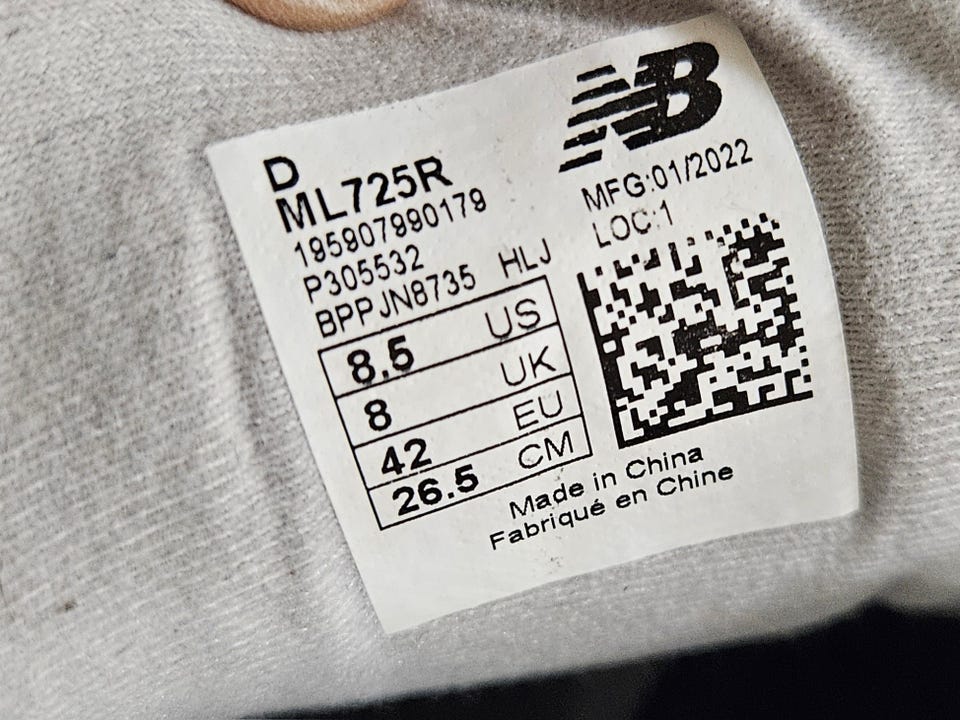 NB
D
ML725R
195907990179
P305532
BPPJN8735 HLJ
8.5 US
8 UK
42 EU
26.5 CM
MFG:01/2022
LOC:1
Made in China
Fabriqué en Chine